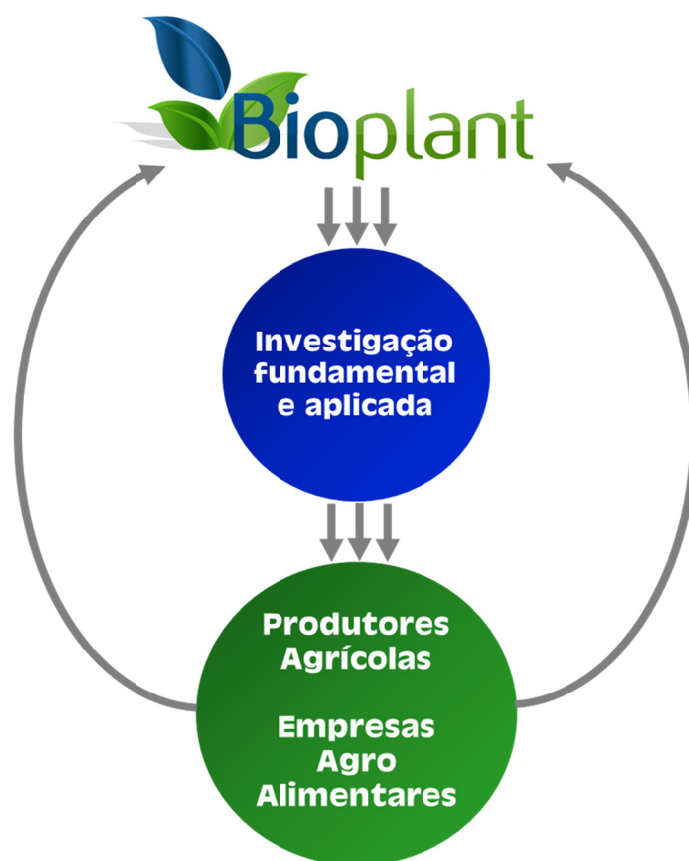 Bioplant
Investigação
fundamental
e aplicada
Produtores
Agrícolas
Empresas
Agro
Alimentares